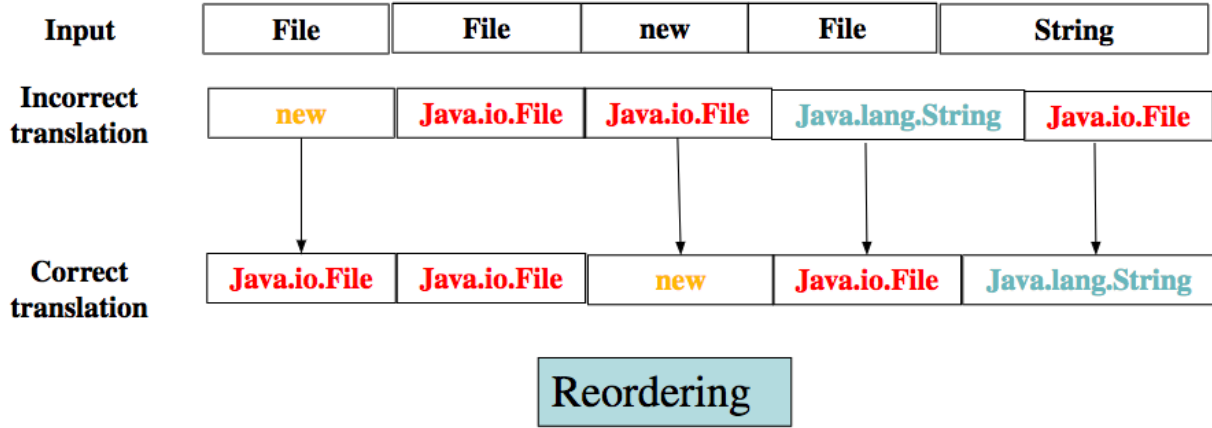 Input File File new File String
Incorrect translation new Java.io.File Java.io.File Java.lang.String Java.io.File
Correct translation Java.io.File Java.io.File new Java.io.File Java.lang.String
Reordering